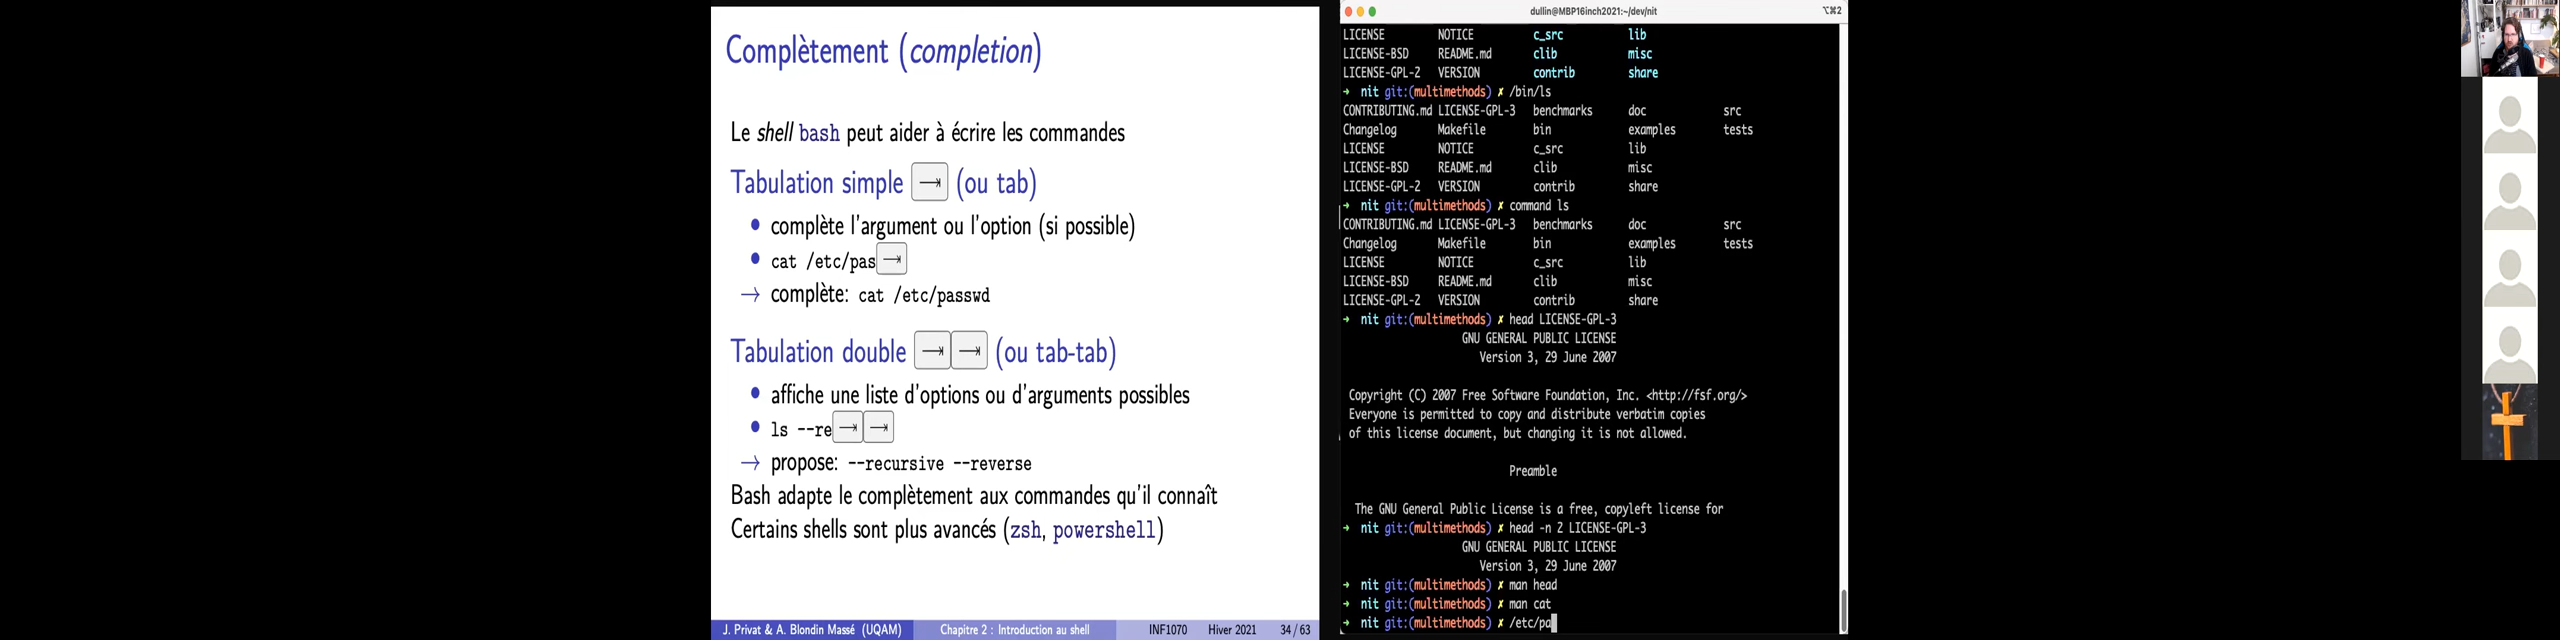 Complètement (completion)
Le shell bash peut aider à écrire les commandes
Tabulation simple → (ou tab)
• complète l'argument ou l'option (si possible)
• cat /etc/pas→
→ complète: cat /etc/passwd
Tabulation double →→ (ou tab-tab)
• affiche une liste d'options ou d'arguments possibles
• ls --re→→
→ propose: --recursive --reverse
Bash adapte le complètement aux commandes qu'il connaît
Certains shells sont plus avancés (zsh, powershell)
J. Privat & A. Blondin Massé (UQAM) Chapitre 2 : Introduction au shell INF1070 Hiver 2021 34 / 63
dullin@MBP16inch2021:~/dev/nit ⌥⌘2
LICENSE NOTICE c_src lib
LICENSE-BSD README.md clib misc
LICENSE-GPL-2 VERSION contrib share
→ nit git:(multimethods) ✗ /bin/ls
CONTRIBUTING.md LICENSE-GPL-3 benchmarks doc src
Changelog Makefile bin examples tests
LICENSE NOTICE c_src lib
LICENSE-BSD README.md clib misc
LICENSE-GPL-2 VERSION contrib share
→ nit git:(multimethods) ✗ command ls
CONTRIBUTING.md LICENSE-GPL-3 benchmarks doc src
Changelog Makefile bin examples tests
LICENSE NOTICE c_src lib
LICENSE-BSD README.md clib misc
LICENSE-GPL-2 VERSION contrib share
→ nit git:(multimethods) ✗ head LICENSE-GPL-3
GNU GENERAL PUBLIC LICENSE
Version 3, 29 June 2007
Copyright (C) 2007 Free Software Foundation, Inc. <http://fsf.org/>
Everyone is permitted to copy and distribute verbatim copies
of this license document, but changing it is not allowed.
Preamble
The GNU General Public License is a free, copyleft license for
→ nit git:(multimethods) ✗ head -n 2 LICENSE-GPL-3
GNU GENERAL PUBLIC LICENSE
Version 3, 29 June 2007
→ nit git:(multimethods) ✗ man head
→ nit git:(multimethods) ✗ man cat
→ nit git:(multimethods) ✗ /etc/pa